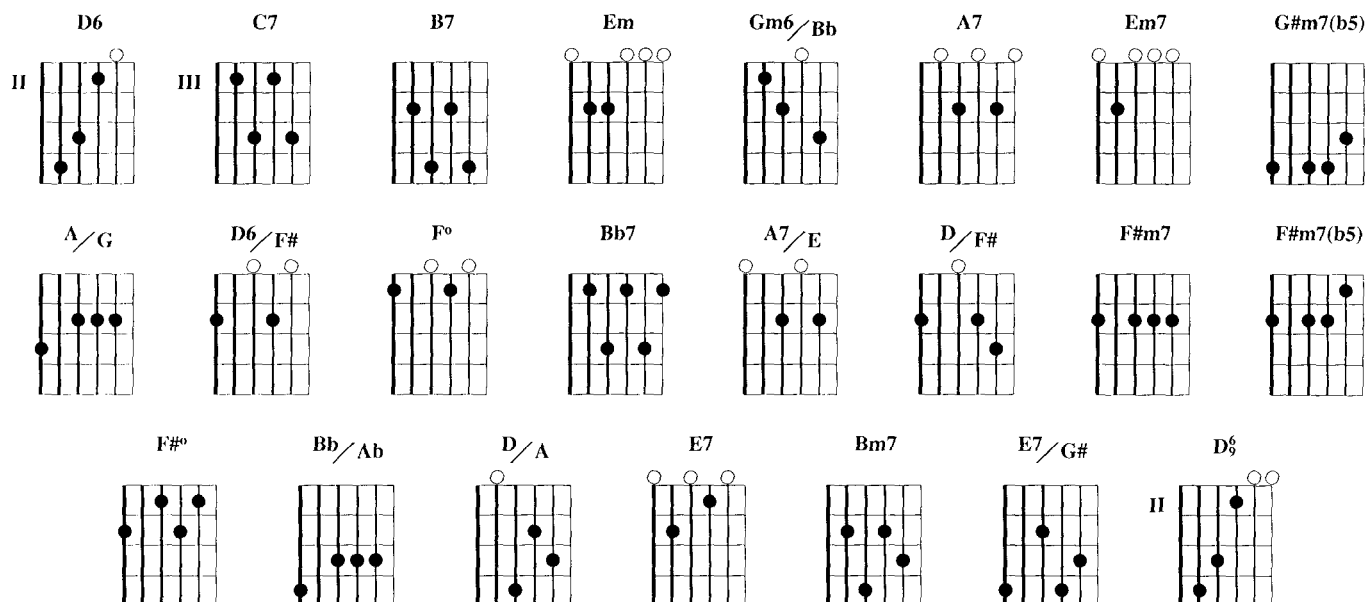 D6 C7 B7 Em Gm6/Bb A7 Em7 G#m7(b5)
II III
A/G D6/F# Fº Bb7 A7/E D/F# F#m7 F#m7(b5)
F#º Bb/Ab D/A E7 Bm7 E7/G# D6/9
II